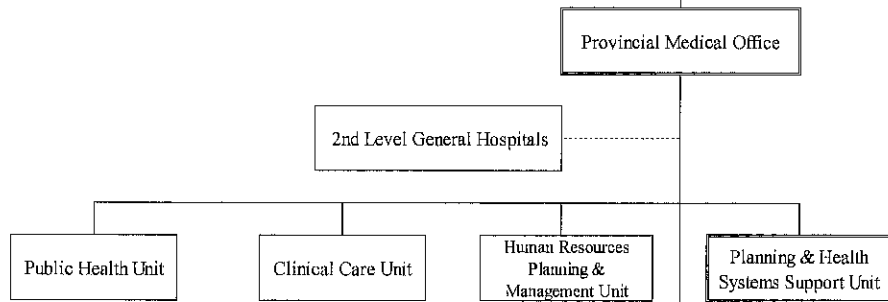 Provincial Medical Office
2nd Level General Hospitals
Public Health Unit
Clinical Care Unit
Human Resources
Planning &
Management Unit
Planning & Health
Systems Support Unit